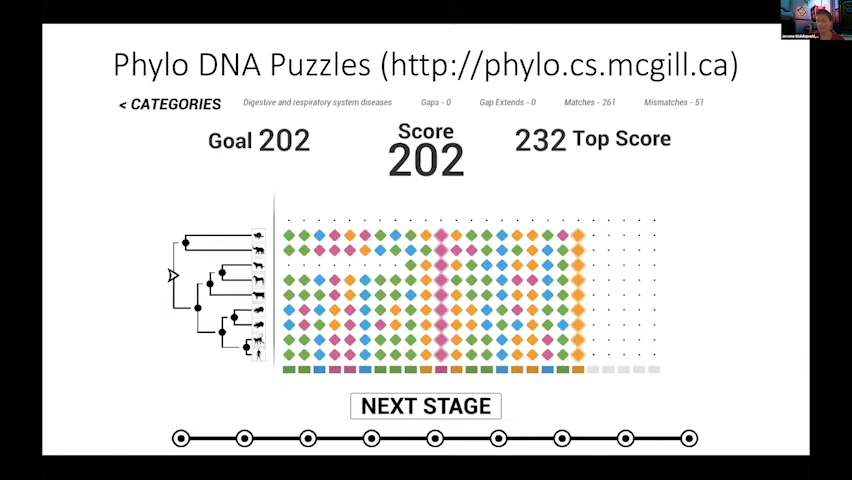 Phylo DNA Puzzles (http://phylo.cs.mcgill.ca)
< CATEGORIES Digestive and respiratory system diseases Gaps - 0 Gap Extends - 0 Matches - 261 Mismatches - 51
Goal 202
Score
202
232 Top Score
NEXT STAGE